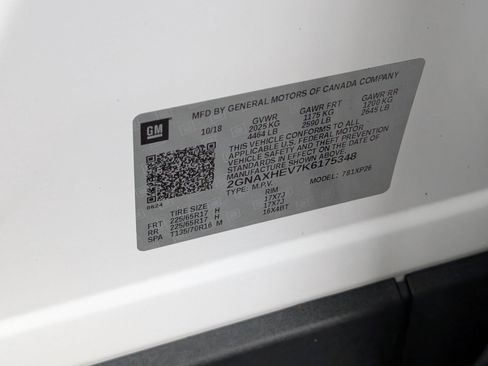 MFD BY GENERAL MOTORS OF CANADA COMPANY
GM
10/18 GVWR GAWR FRT GAWR RR
2025 KG 1175 KG 1200 KG
4464 LB 2590 LB 2645 LB
THIS VEHICLE CONFORMS TO ALL
APPLICABLE U.S. FEDERAL MOTOR
VEHICLE SAFETY AND THEFT PREVENTION
STANDARDS IN EFFECT ON THE DATE OF
MANUFACTURE SHOWN ABOVE.
2GNAXHEV7K6175348
TYPE: M.P.V. MODEL: 781XP26
8624
TIRE SIZE RIM
FRT 225/65R17 H 17X7J
RR 225/65R17 H 17X7J
SPA T135/70R16 M 16X4BT